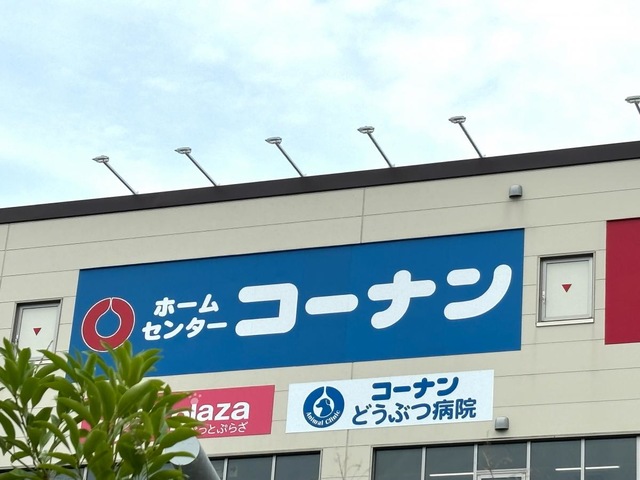 ホーム
センター
コーナン
plaza
っとぷらざ
コーナン
どうぶつ病院
Animal Clinic